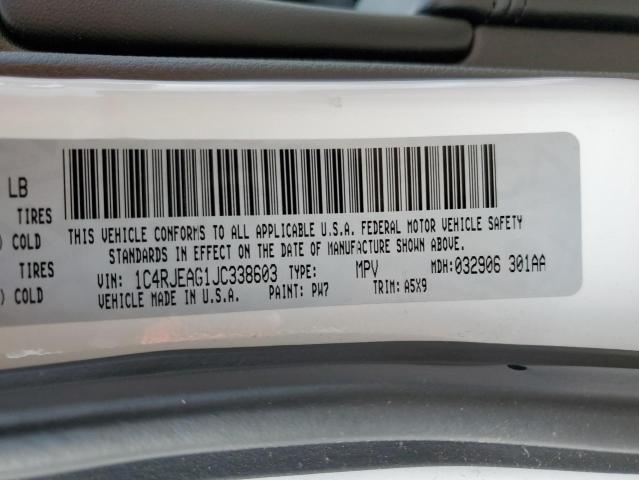 LB
TIRES
COLD
TIRES
) COLD
THIS VEHICLE CONFORMS TO ALL APPLICABLE U.S.A. FEDERAL MOTOR VEHICLE SAFETY
STANDARDS IN EFFECT ON THE DATE OF MANUFACTURE SHOWN ABOVE.
VIN: 1C4RJEAG1JC338603 TYPE: MPV MDH:032906 301AA
VEHICLE MADE IN U.S.A. PAINT: PW7 TRIM: A5X9